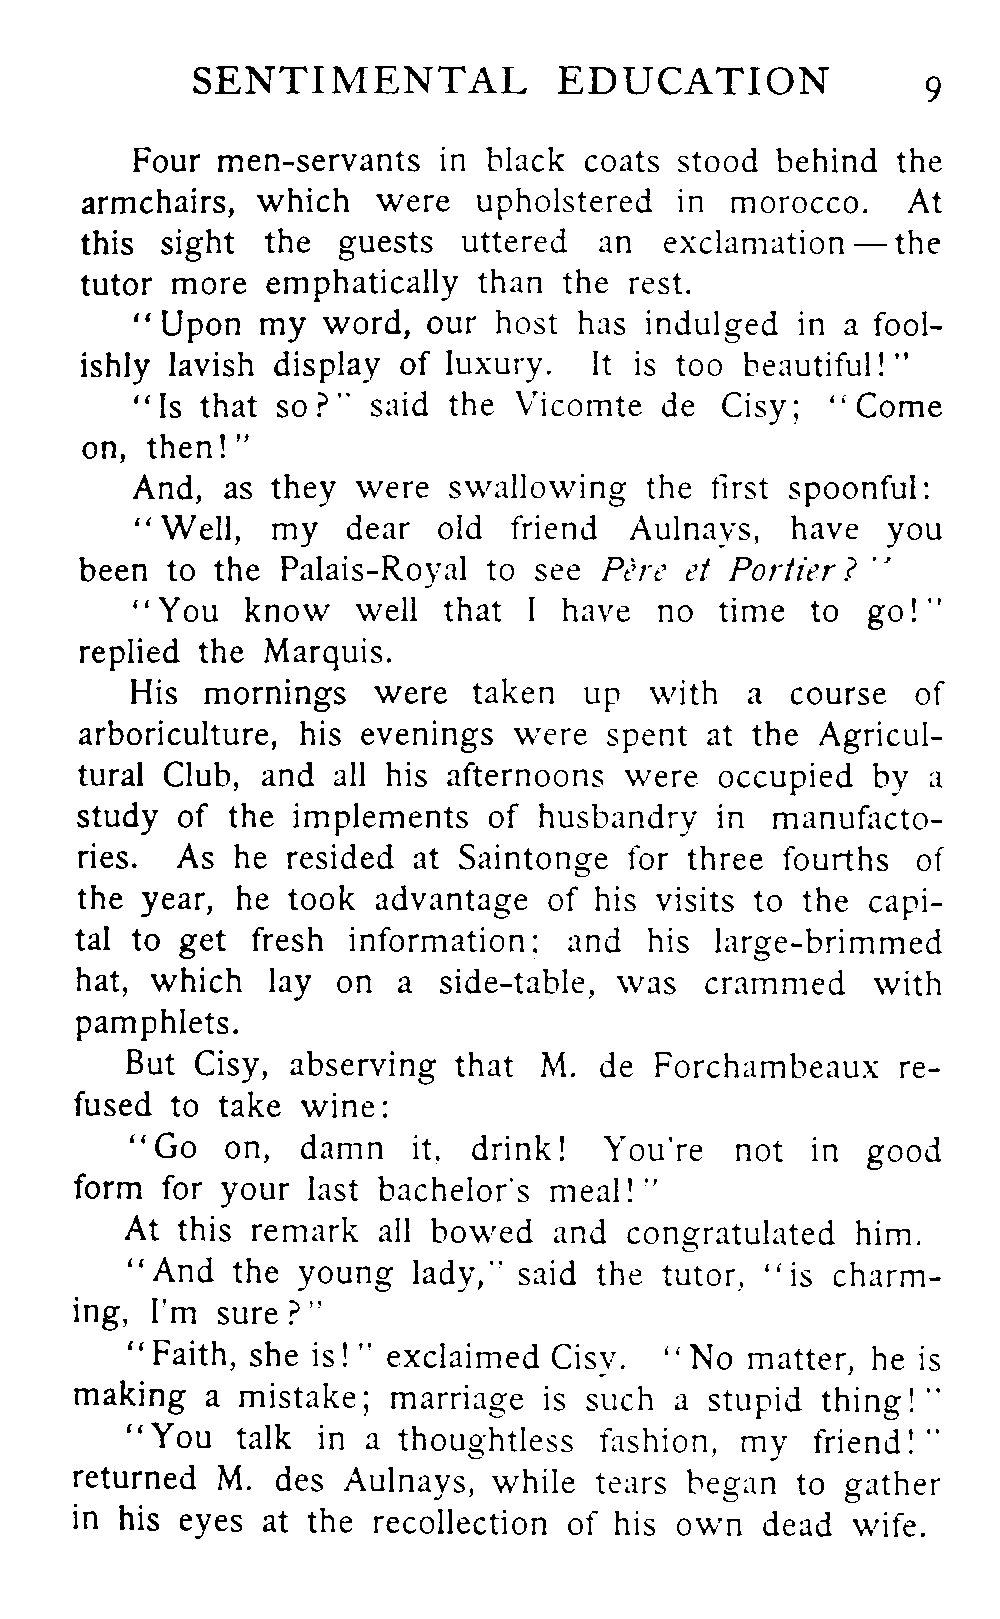 SENTIMENTAL EDUCATION 9
Four men-servants in black coats stood behind the
armchairs, which were upholstered in morocco. At
this sight the guests uttered an exclamation — the
tutor more emphatically than the rest.
"Upon my word, our host has indulged in a fool-
ishly lavish display of luxury. It is too beautiful!"
"Is that so?" said the Vicomte de Cisy; "Come
on, then!"
And, as they were swallowing the first spoonful:
"Well, my dear old friend Aulnays, have you
been to the Palais-Royal to see Père et Portier?"
"You know well that I have no time to go!"
replied the Marquis.
His mornings were taken up with a course of
arboriculture, his evenings were spent at the Agricul-
tural Club, and all his afternoons were occupied by a
study of the implements of husbandry in manufacto-
ries. As he resided at Saintonge for three fourths of
the year, he took advantage of his visits to the capi-
tal to get fresh information; and his large-brimmed
hat, which lay on a side-table, was crammed with
pamphlets.
But Cisy, abserving that M. de Forchambeaux re-
fused to take wine:
"Go on, damn it, drink! You're not in good
form for your last bachelor's meal!"
At this remark all bowed and congratulated him.
"And the young lady," said the tutor, "is charm-
ing, I'm sure?"
"Faith, she is!" exclaimed Cisy. "No matter, he is
making a mistake; marriage is such a stupid thing!"
"You talk in a thoughtless fashion, my friend!"
returned M. des Aulnays, while tears began to gather
in his eyes at the recollection of his own dead wife.